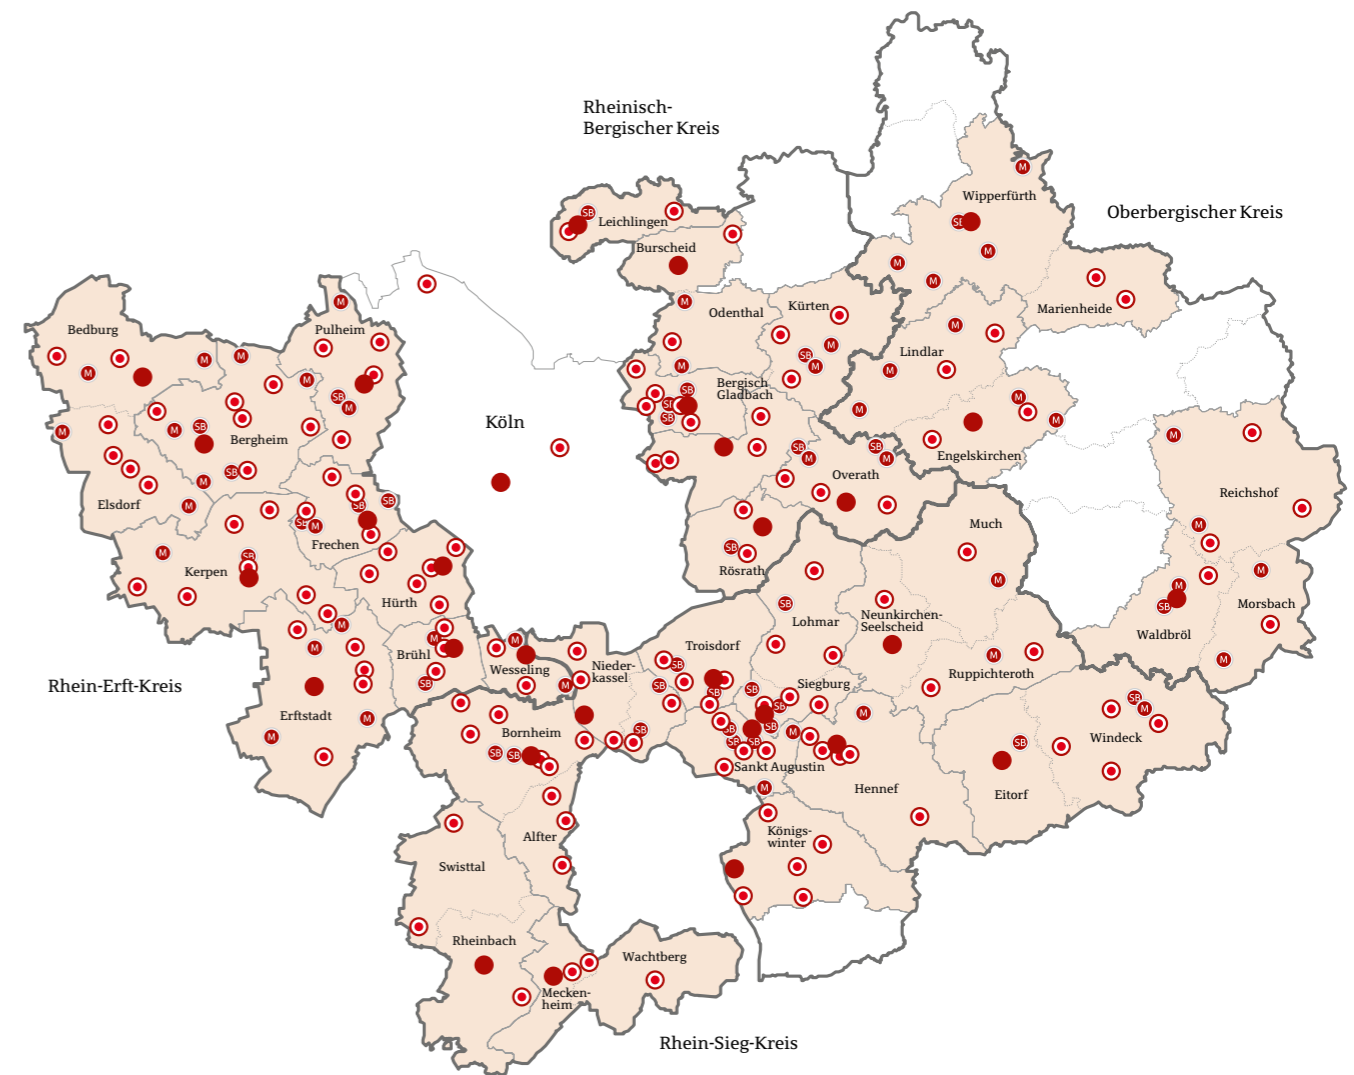 Rheinisch-
Bergischer Kreis
Wipperfürth
Oberbergischer Kreis
Leichlingen
Burscheid
Marienheide
Kürten
Odenthal
Bedburg
Pulheim
Lindlar
Bergisch
Gladbach
Köln
Bergheim
Engelskirchen
Overath
Reichshof
Elsdorf
Much
Frechen
Kerpen
Rösrath
Hürth
Morsbach
Neunkirchen-
Seelscheid
Lohmar
Waldbröl
Troisdorf
Brühl
Nieder-
kassel
Wesseling
Ruppichteroth
Rhein-Erft-Kreis
Siegburg
Erftstadt
Bornheim
Windeck
Sankt Augustin
Hennef
Eitorf
Königs-
winter
Alfter
Swisttal
Rheinbach
Wachtberg
Mecken-
heim
Rhein-Sieg-Kreis